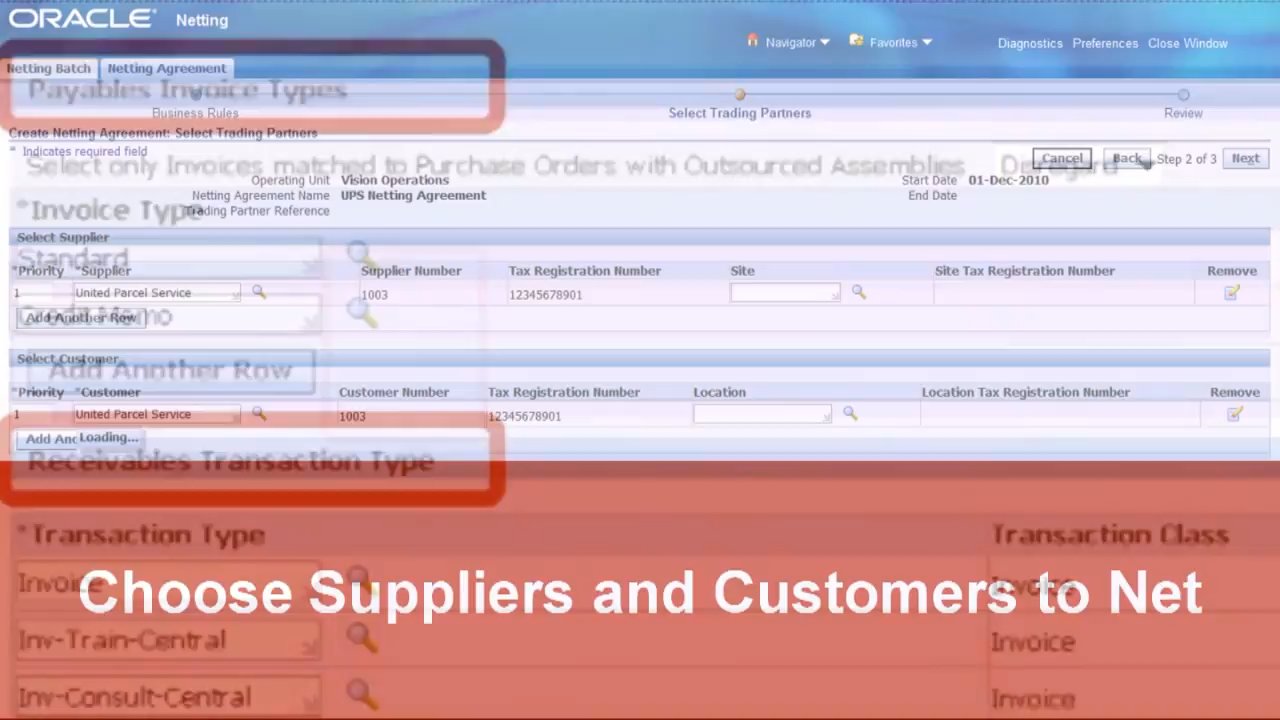 ORACLE® Netting
Navigator Favorites Diagnostics Preferences Close Window
Netting Batch Netting Agreement
Payables Invoice Types
Business Rules Select Trading Partners Review
Create Netting Agreement: Select Trading Partners
* Indicates required field
Cancel Back Step 2 of 3 Next
Select only Invoices matched to Purchase Orders with Outsourced Assemblies Disregard
Operating Unit Vision Operations Start Date 01-Dec-2010
Netting Agreement Name UPS Netting Agreement End Date
*Invoice Type
Trading Partner Reference
Select Supplier
Standard
*Priority *Supplier Supplier Number Tax Registration Number Site Site Tax Registration Number Remove
1 United Parcel Service 1003 12345678901
Add Another Row
Credit Memo
Select Customer
Add Another Row
*Priority *Customer Customer Number Tax Registration Number Location Location Tax Registration Number Remove
1 United Parcel Service 1003 12345678901
Add Ano Loading...
Receivables Transaction Type
*Transaction Type Transaction Class
Invoice Invoice
Choose Suppliers and Customers to Net
Inv-Train-Central Invoice
Inv-Consult-Central Invoice